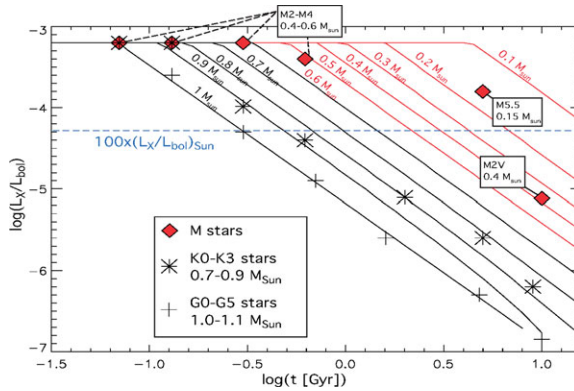 M2-M4
0.4-0.6 MSun
-3
-4
-5
-6
-7
log(LX/Lbol)
0.1 MSun
0.2 MSun
0.3 MSun
0.4 MSun
0.5 MSun
0.6 MSun
0.7 MSun
0.8 MSun
0.9 MSun
1 MSun
M5.5
0.15 MSun
100x(LX/Lbol)Sun
M2V
0.4 MSun
M stars
K0-K3 stars
0.7-0.9 MSun
G0-G5 stars
1.0-1.1 MSun
-1.5 -1.0 -0.5 0.0 0.5 1.0
log(t [Gyr])